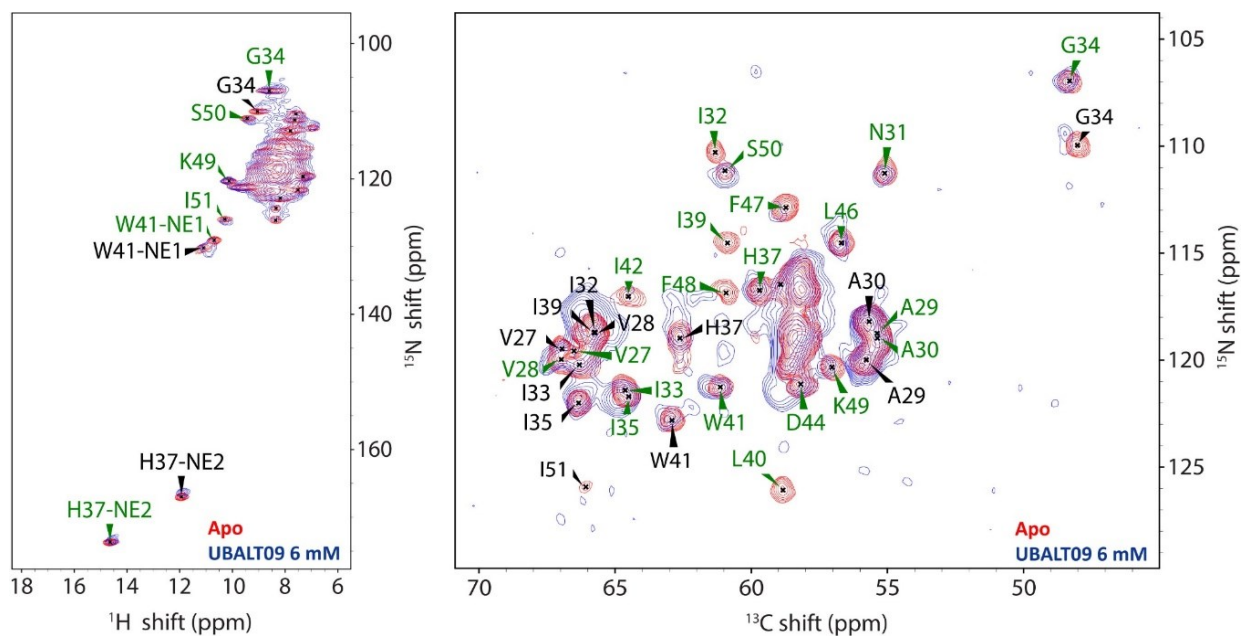 G34
G34
S50
K49
I51
W41-NE1
W41-NE1
H37-NE2
H37-NE2
Apo
UBALT09 6 mM
100
120
140
160
18
16
14
12
10
8
6
¹H shift (ppm)
¹⁵N shift (ppm)
G34
G34
I32
S50
N31
F47
L46
I39
H37
I42
F48
A30
I32
I39
V28
H37
A29
V27
V27
A30
V28
I33
I33
K49
A29
I35
I35
W41
D44
W41
L40
I51
Apo
UBALT09 6 mM
105
110
115
120
125
70
65
60
55
50
¹³C shift (ppm)
¹⁵N shift (ppm)